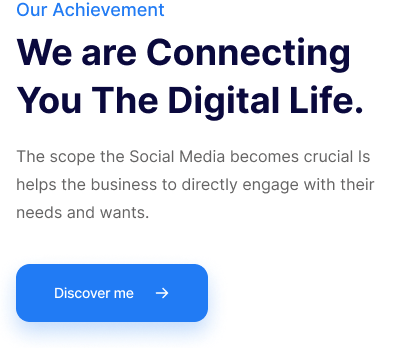 Our Achievement
We are Connecting
You The Digital Life.
The scope the Social Media becomes crucial Is
helps the business to directly engage with their
needs and wants.
Discover me →